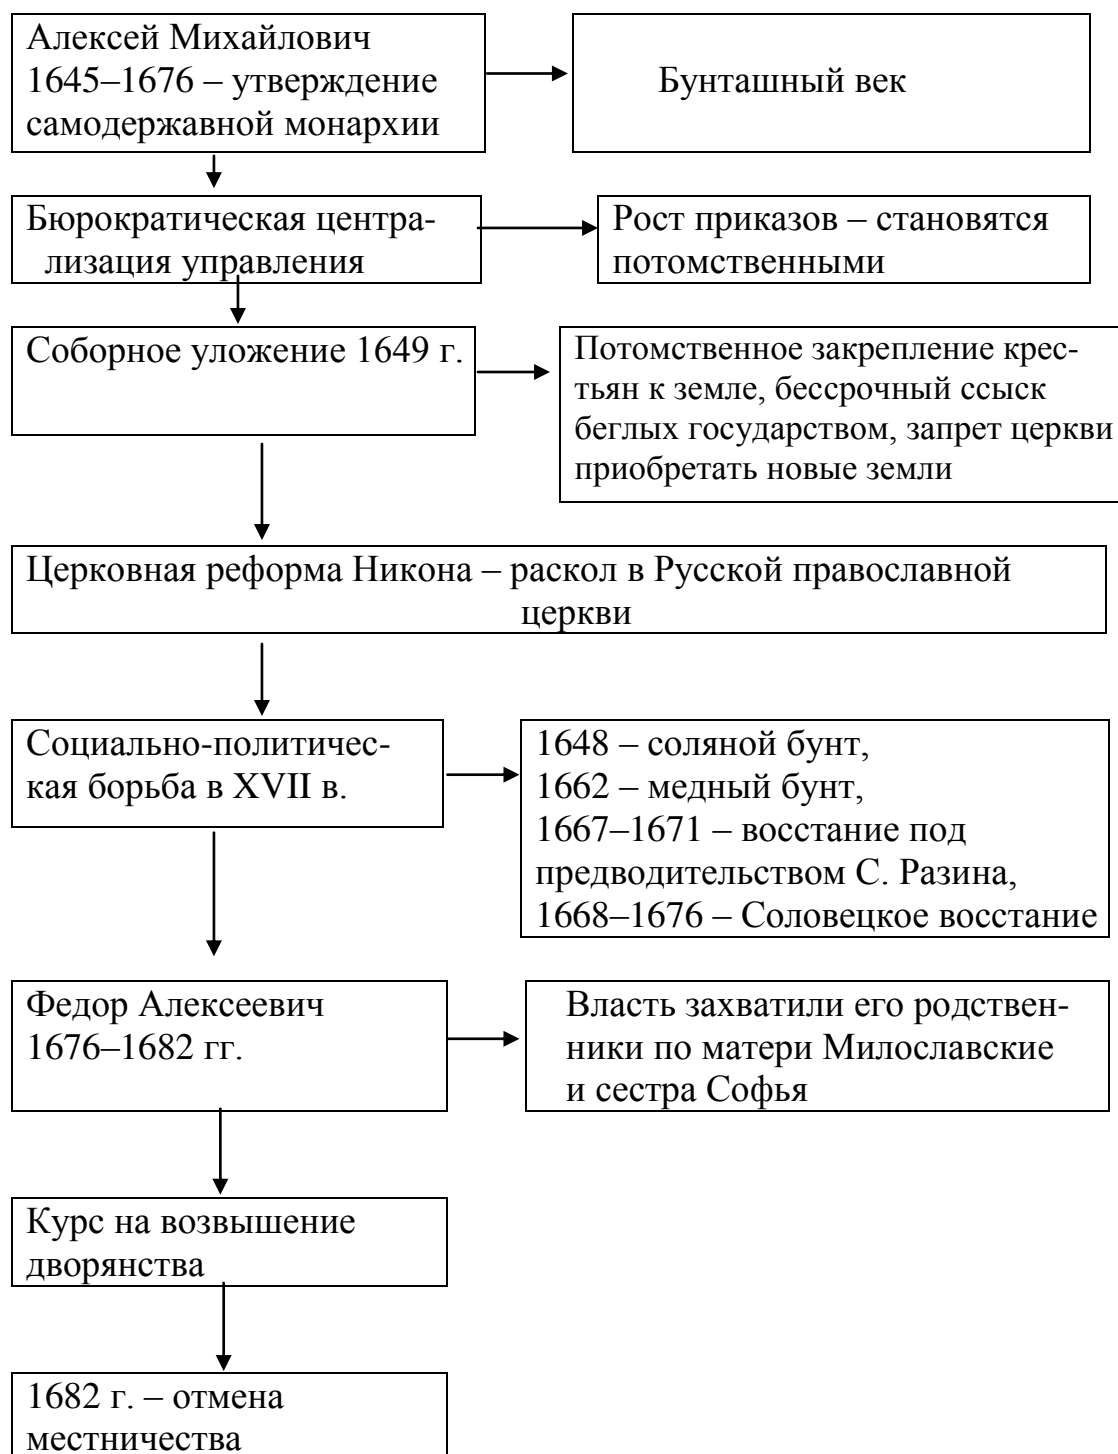 Алексей Михайлович
1645–1676 – утверждение
самодержавной монархии
Бунташный век
Бюрократическая центра-
лизация управления
Рост приказов – становятся
потомственными
Соборное уложение 1649 г.
Потомственное закрепление крес-
тьян к земле, бессрочный ссыск
беглых государством, запрет церкви
приобретать новые земли
Церковная реформа Никона – раскол в Русской православной
церкви
Социально-политичес-
кая борьба в XVII в.
1648 – соляной бунт,
1662 – медный бунт,
1667–1671 – восстание под
предводительством С. Разина,
1668–1676 – Соловецкое восстание
Федор Алексеевич
1676–1682 гг.
Власть захватили его родствен-
ники по матери Милославские
и сестра Софья
Курс на возвышение
дворянства
1682 г. – отмена
местничества